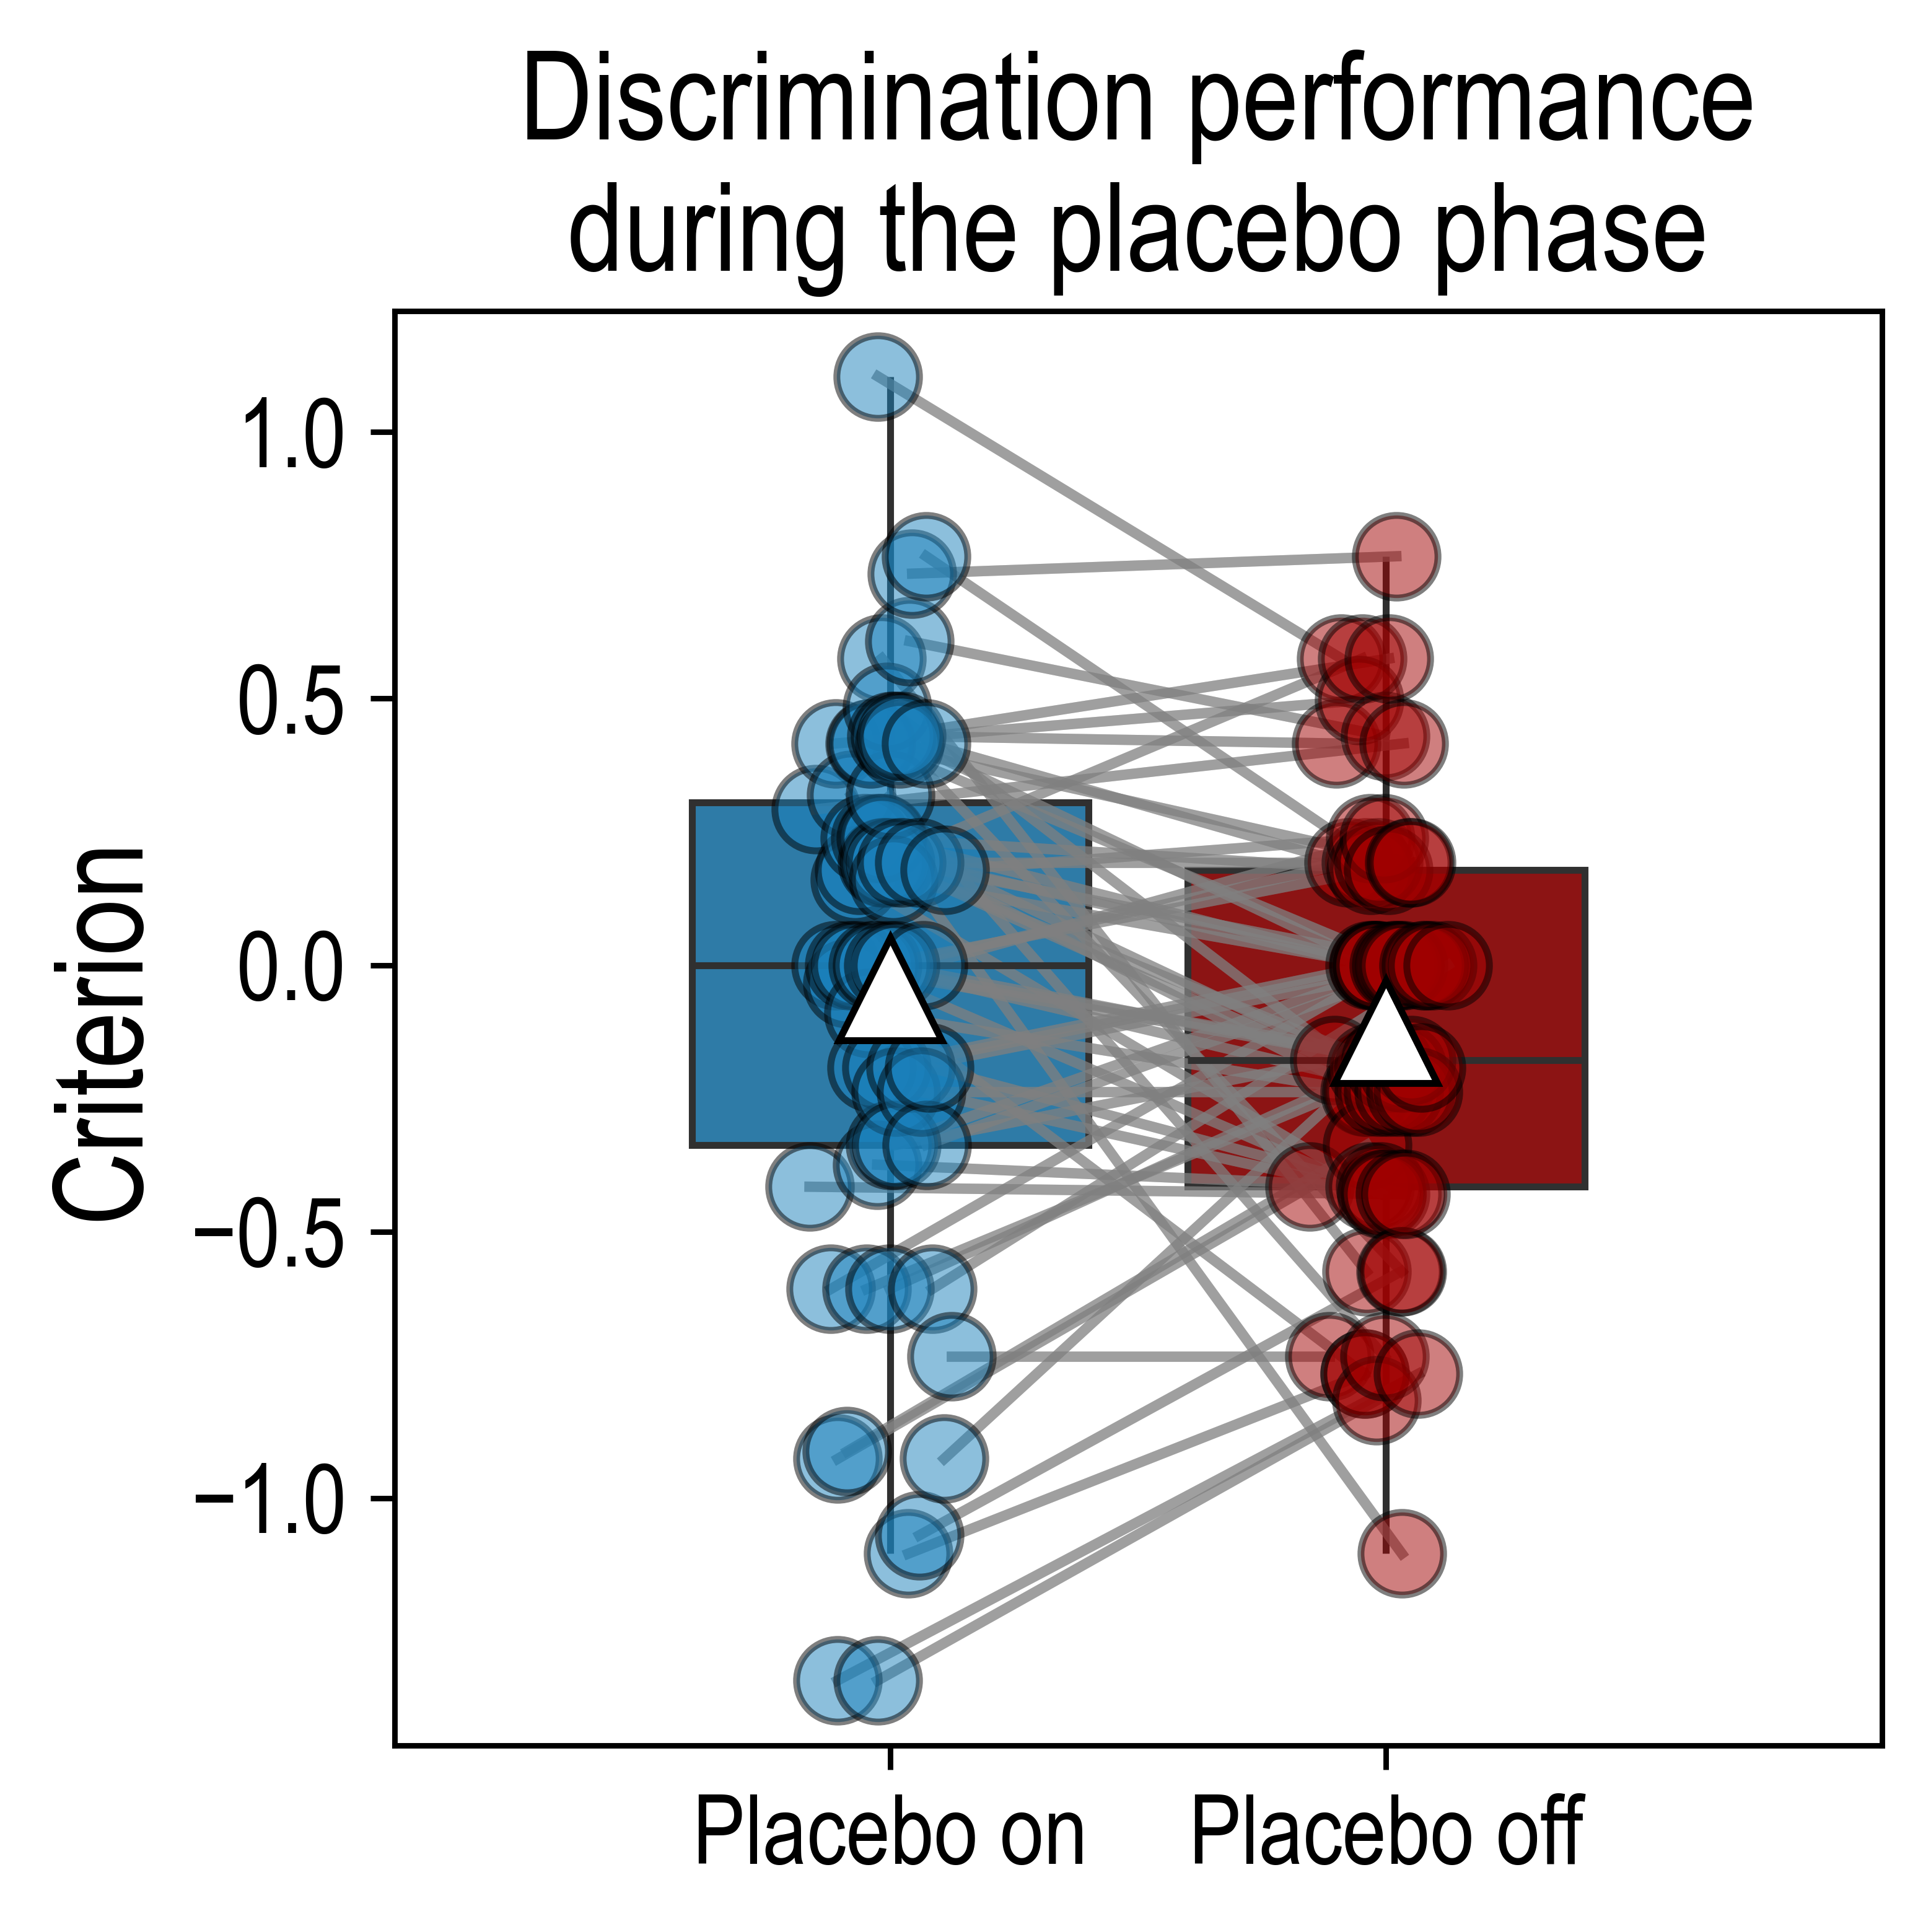 Discrimination performance
during the placebo phase
Criterion
1.0
0.5
0.0
−0.5
−1.0
Placebo on
Placebo off